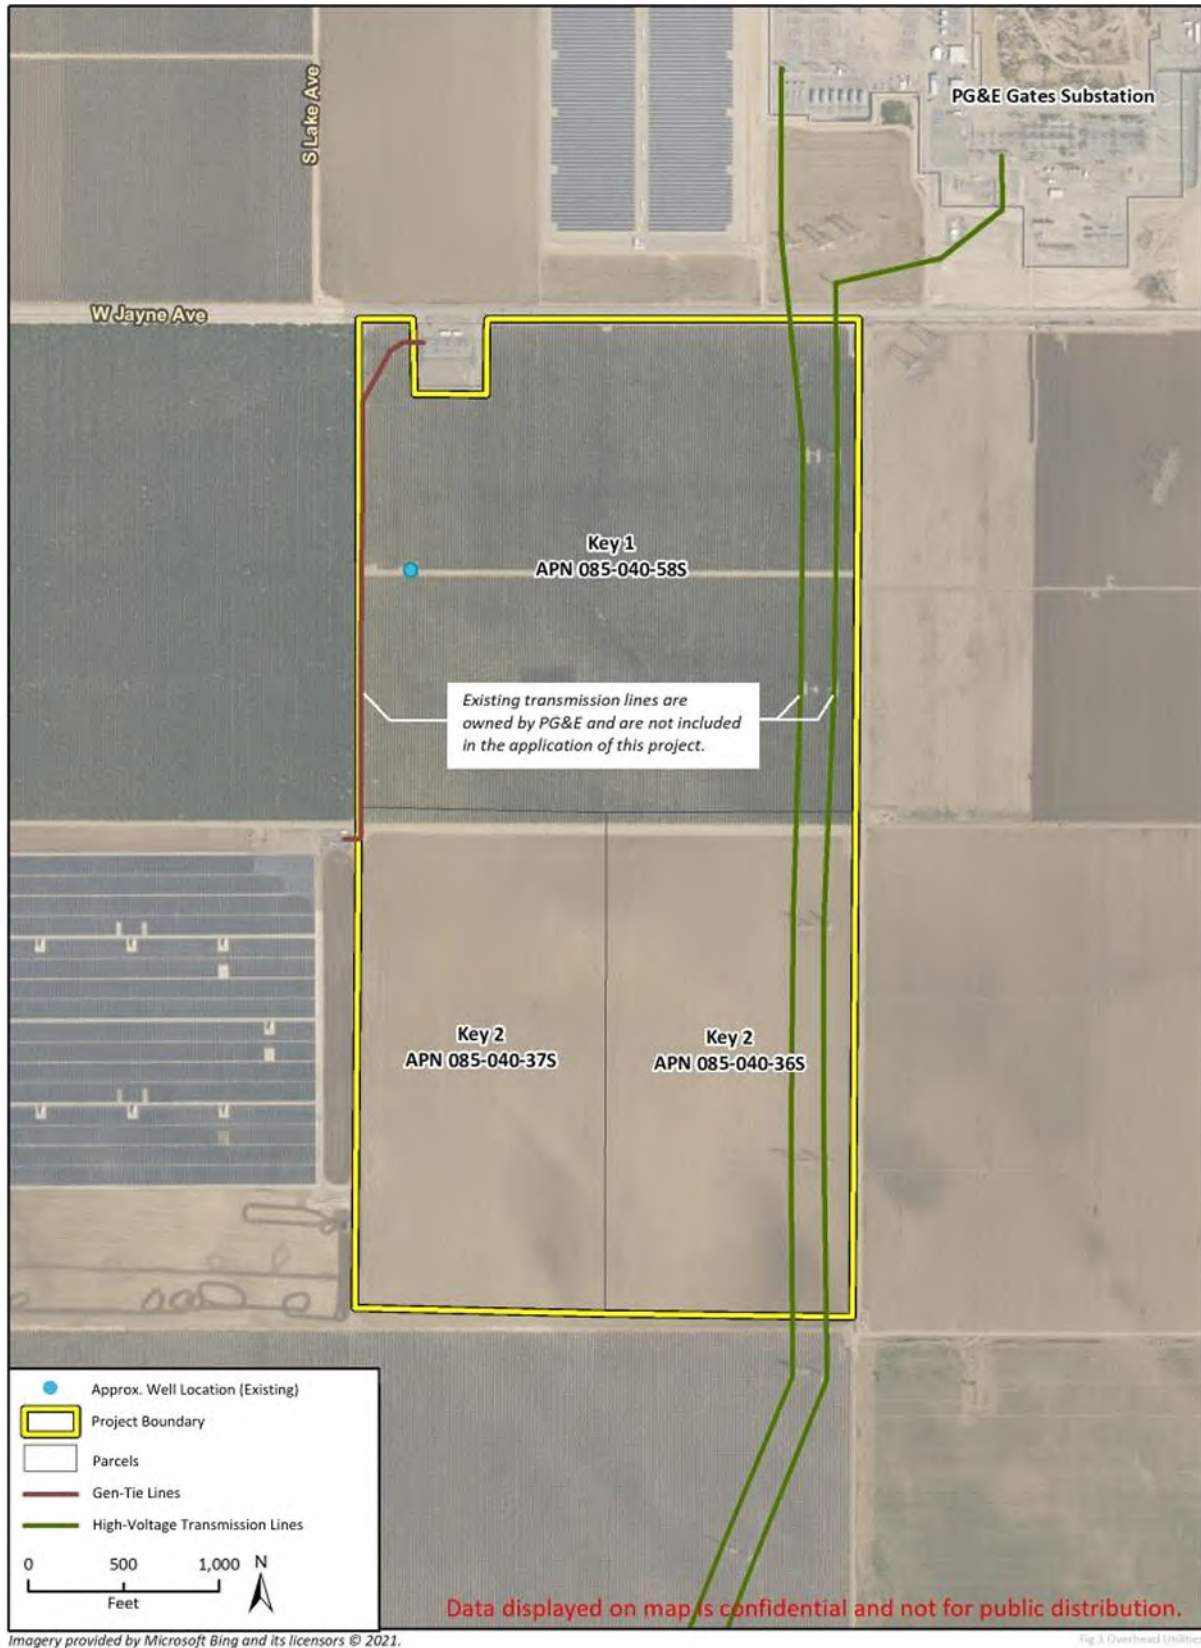 S Lake Ave
PG&E Gates Substation
W Jayne Ave
Key 1
APN 085-040-58S
Existing transmission lines are
owned by PG&E and are not included
in the application of this project.
Key 2
APN 085-040-37S
Key 2
APN 085-040-36S
Approx. Well Location (Existing)
Project Boundary
Parcels
Gen-Tie Lines
High-Voltage Transmission Lines
0 500 1,000 N
Feet
Data displayed on map is confidential and not for public distribution.
Imagery provided by Microsoft Bing and its licensors © 2021.
Fig 3 Overhead Utilities